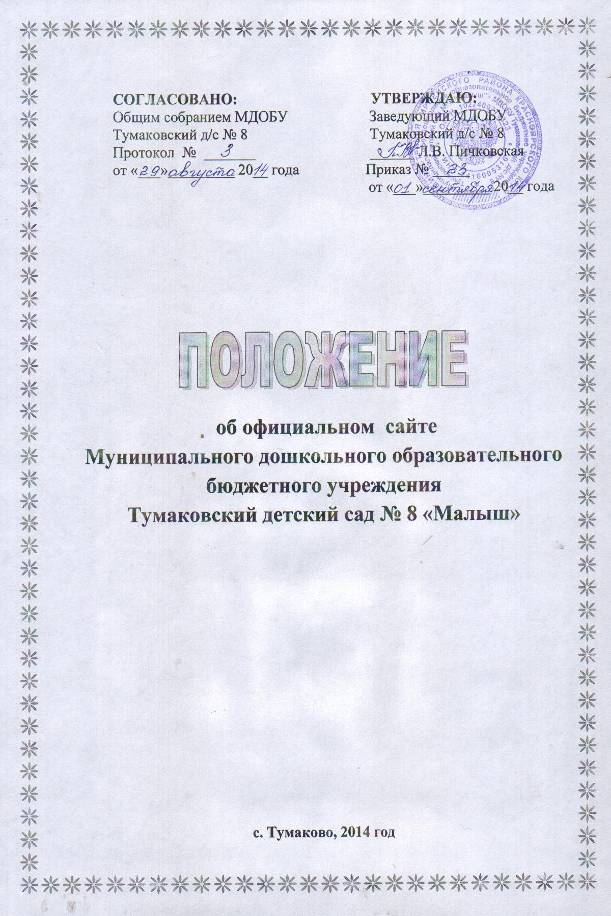 СОГЛАСОВАНО:
Общим собранием МДОБУ
Тумаковский д/с № 8
Протокол № 3
от «29» августа 2014 года
УТВЕРЖДАЮ:
Заведующий МДОБУ
Тумаковский д/с № 8
Л.В. Пичковская
Приказ №
от «01» сентября 2014 года
ПОЛОЖЕНИЕ
об официальном сайте
Муниципального дошкольного образовательного
бюджетного учреждения
Тумаковский детский сад № 8 «Малыш»
с. Тумаково, 2014 год